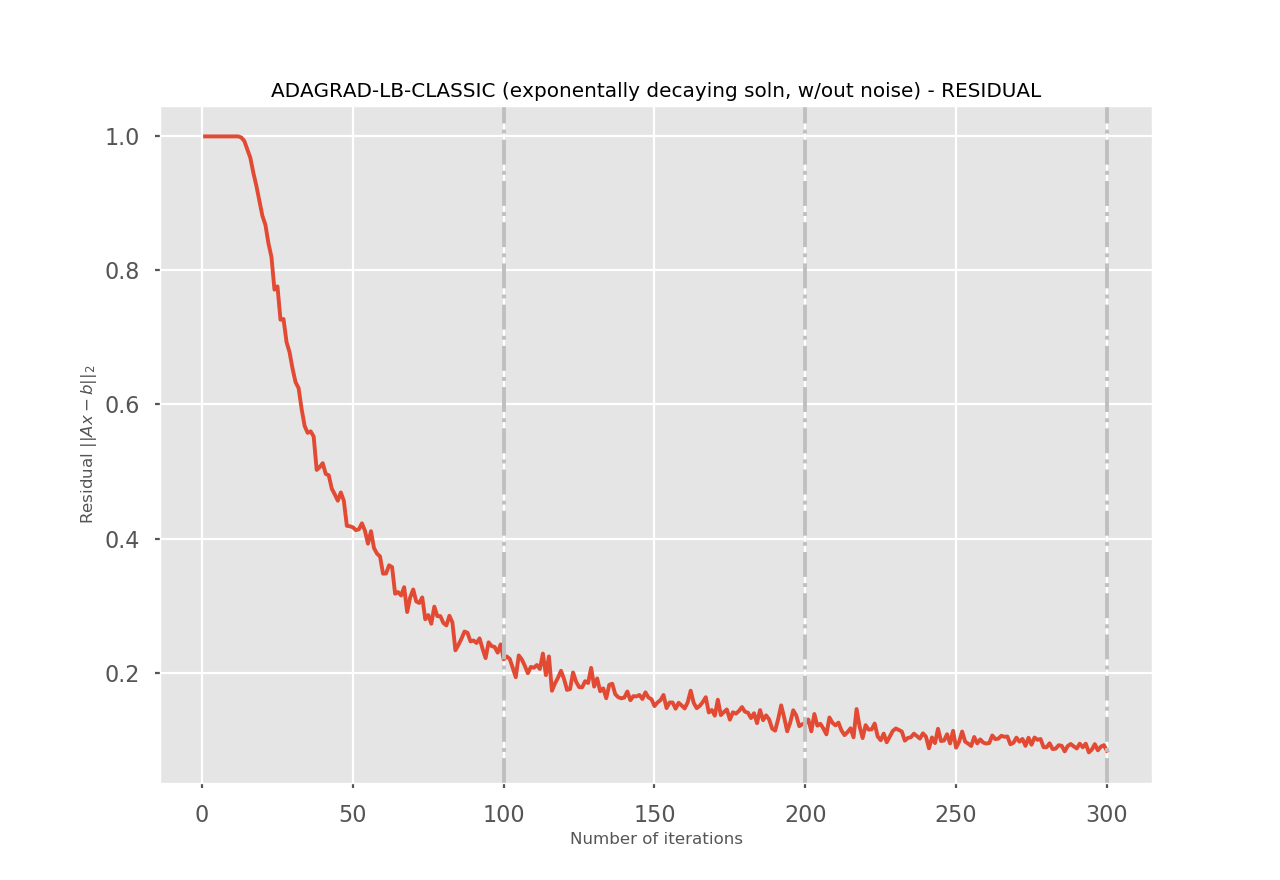 ADAGRAD-LB-CLASSIC (exponentially decaying soln, w/out noise) - RESIDUAL
1.0
0.8
0.6
0.4
0.2
Residual ||Ax − b||₂
0 50 100 150 200 250 300
Number of iterations